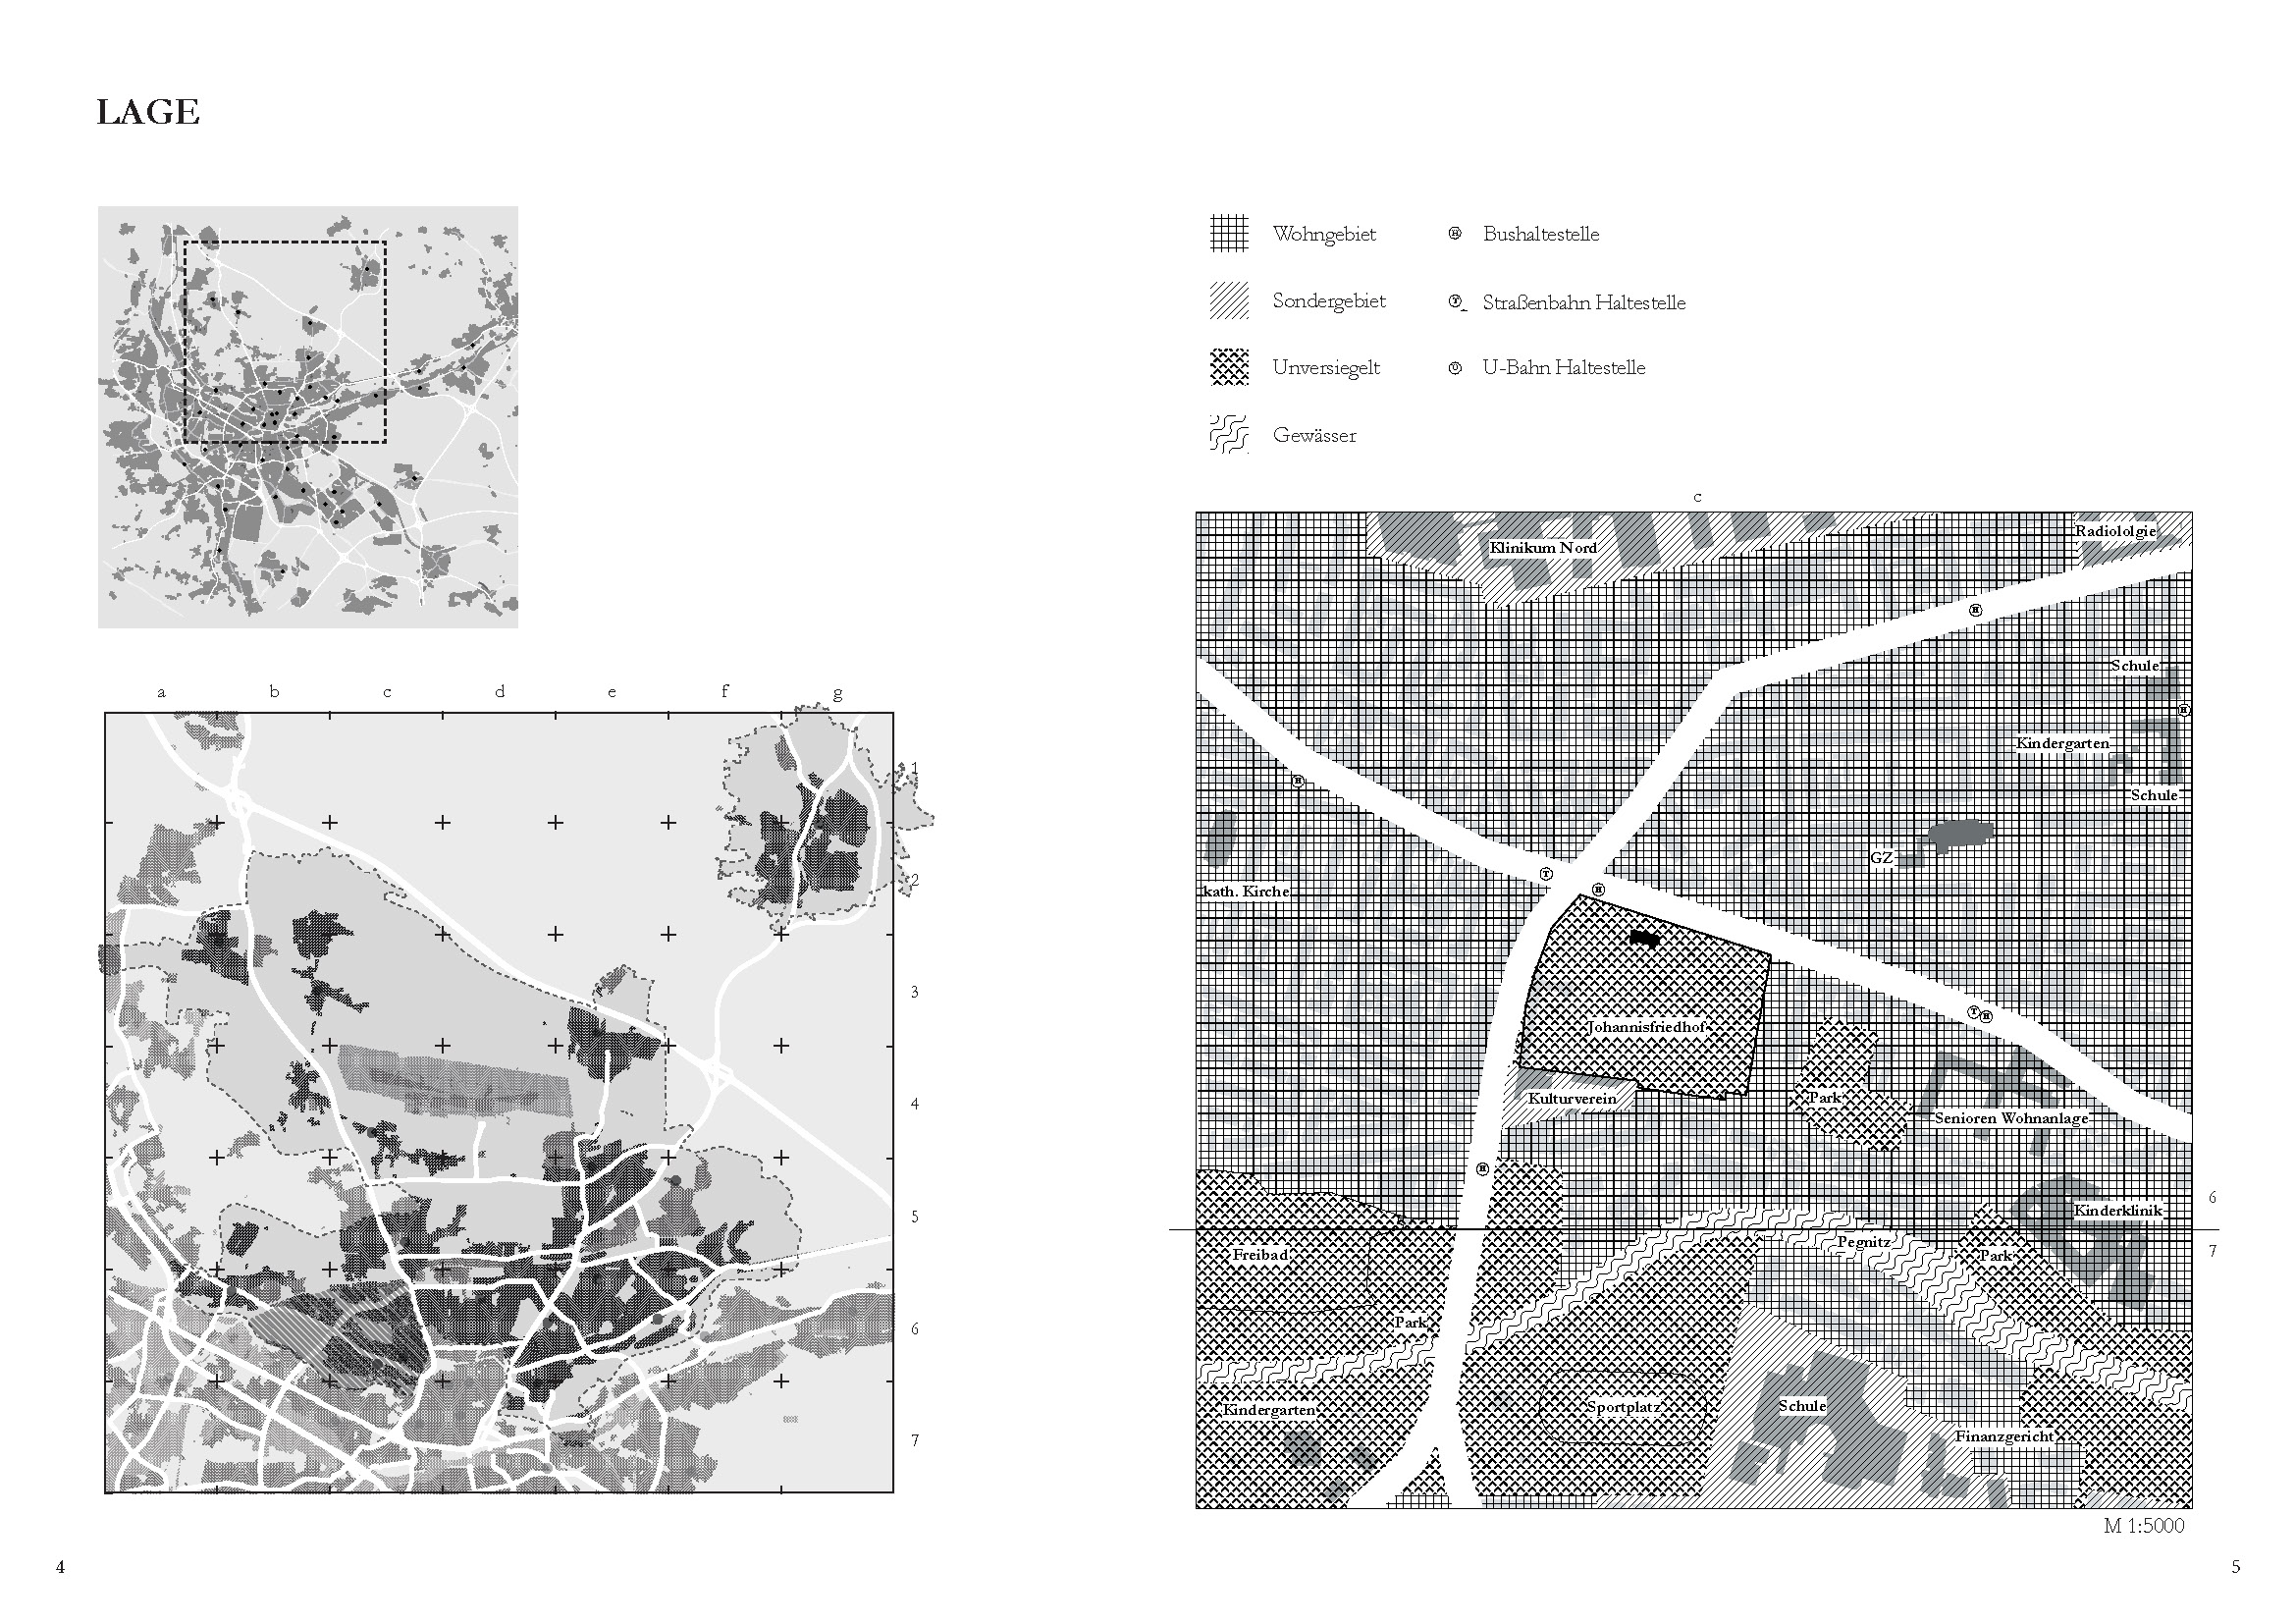 LAGE
a b c d e f g
1
2
3
4
5
6
7
4
Wohngebiet
H Bushaltestelle
Sondergebiet
T Straßenbahn Haltestelle
Unversiegelt
U U-Bahn Haltestelle
Gewässer
c
Radiololgie
Klinikum Nord
H
Schule
H
Kindergarten
H
Schule
GZ
T
H
kath. Kirche
T H
Johannisfriedhof
Kulturverein
Park
Senioren Wohnanlage
H
6
Kinderklinik
Pegnitz
7
Freibad
Park
Park
Kindergarten
Sportplatz
Schule
Finanzgericht
M 1:5000
5